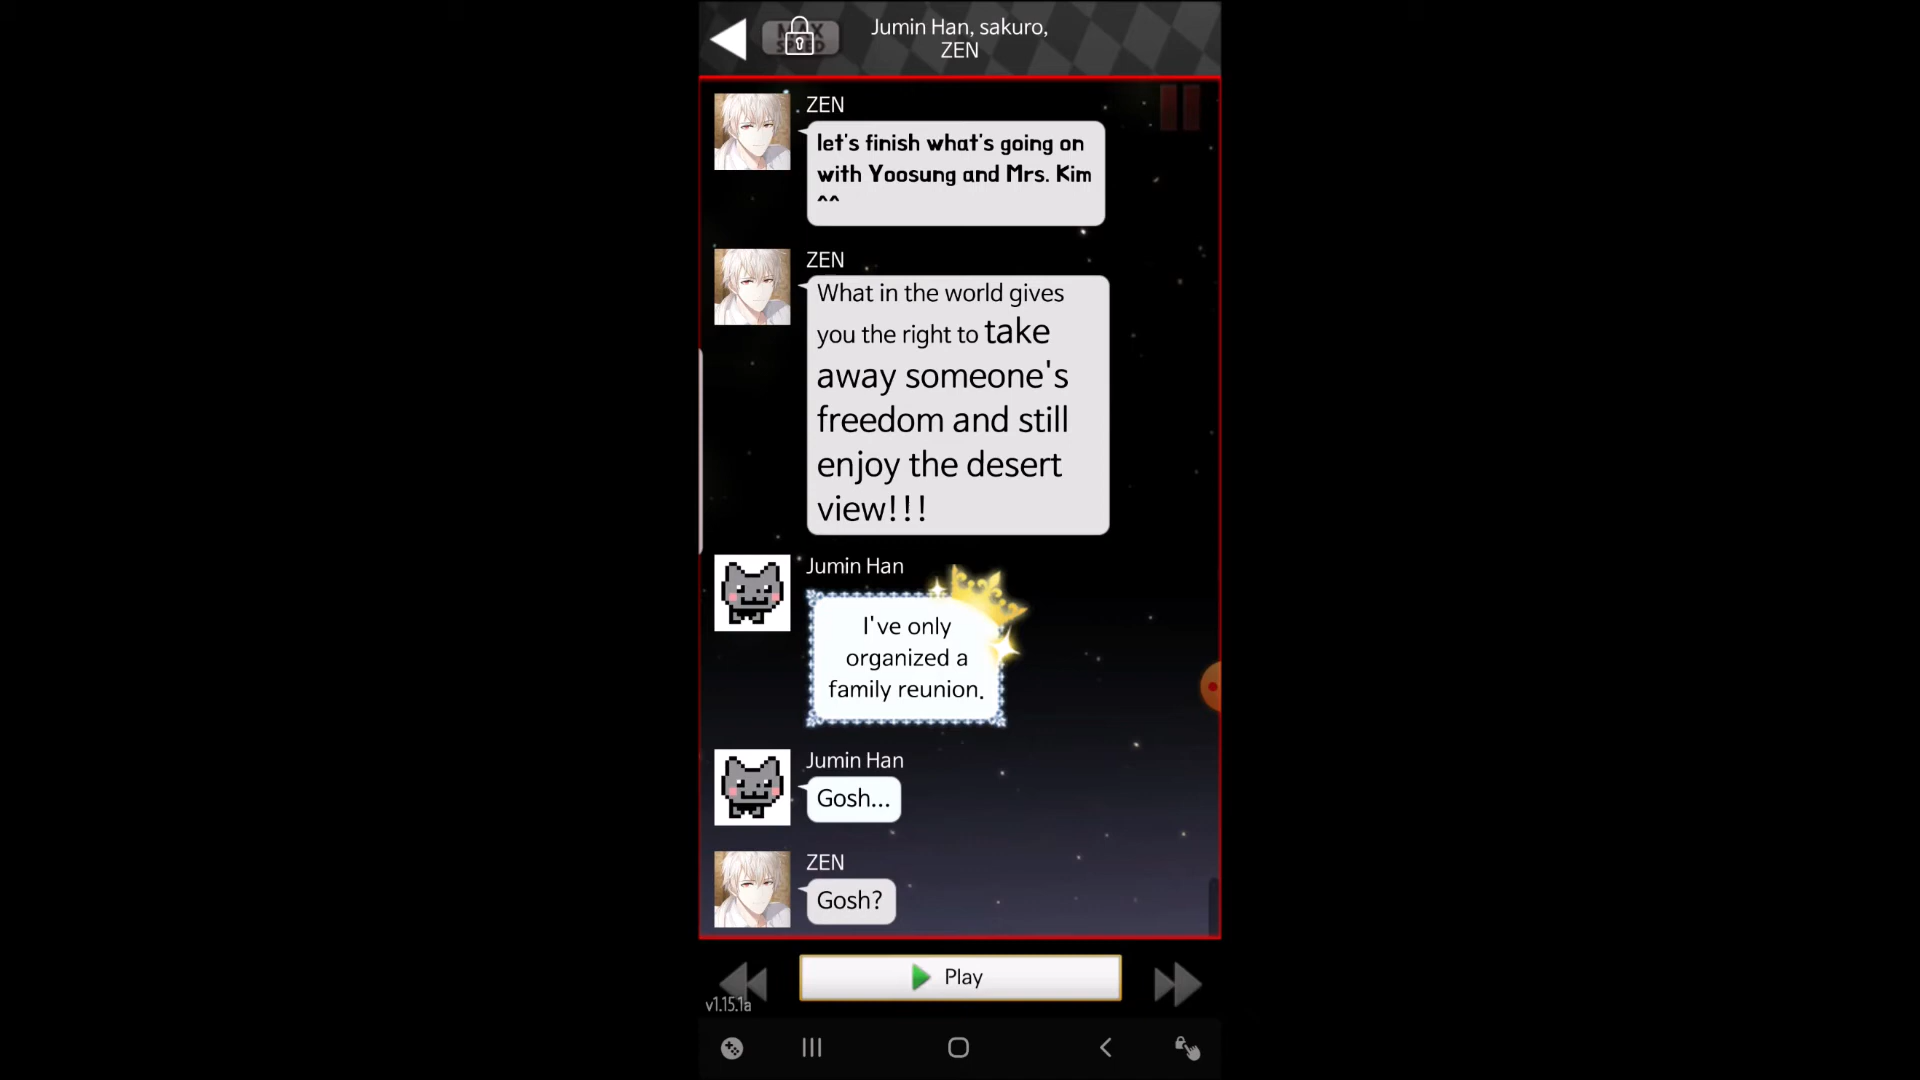 MAX
SPEED
Jumin Han, sakuro,
ZEN
ZEN
let's finish what's going on
with Yoosung and Mrs. Kim
^^
ZEN
What in the world gives
you the right to take
away someone's
freedom and still
enjoy the desert
view!!!
Jumin Han
I've only
organized a
family reunion.
Jumin Han
Gosh...
ZEN
Gosh?
Play
v1.15.1a